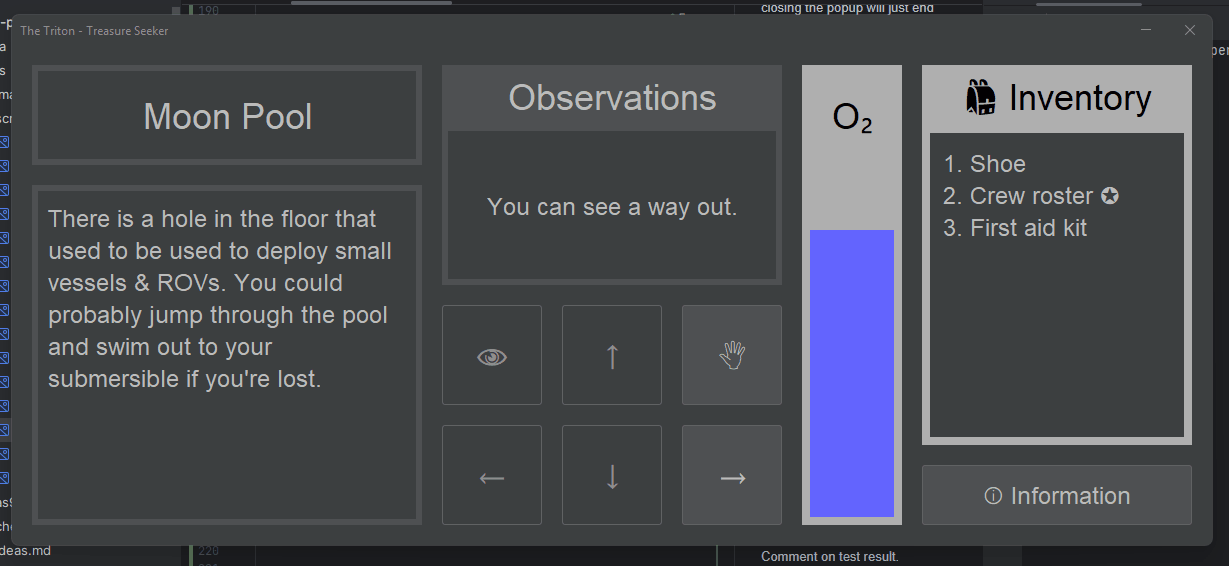 190
closing the popup will just end
The Triton - Treasure Seeker
Moon Pool
There is a hole in the floor that
used to be used to deploy small
vessels & ROVs. You could
probably jump through the pool
and swim out to your
submersible if you're lost.
Observations
You can see a way out.
O₂
Inventory
1. Shoe
2. Crew roster ✪
3. First aid kit
Information
deas.md
220
Comment on test result.